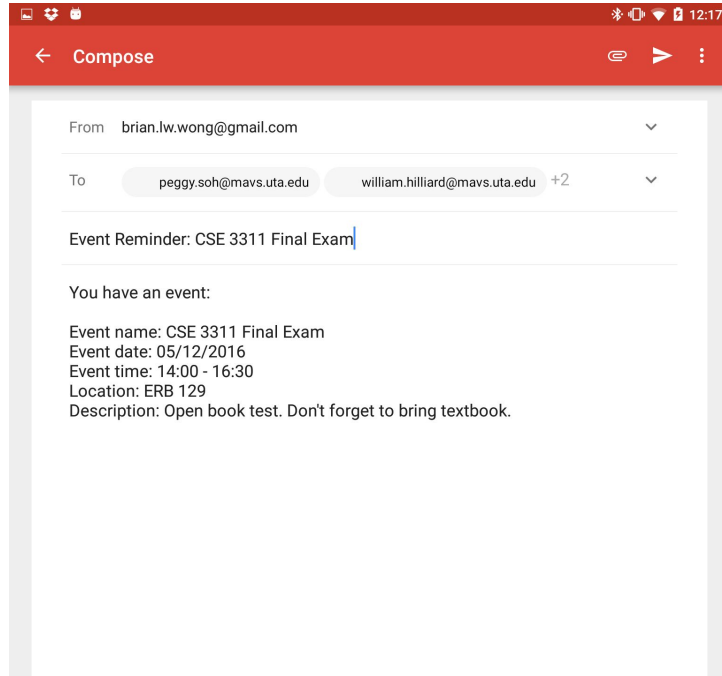 12:17
Compose
From brian.lw.wong@gmail.com
To peggy.soh@mavs.uta.edu william.hilliard@mavs.uta.edu +2
Event Reminder: CSE 3311 Final Exam
You have an event:
Event name: CSE 3311 Final Exam
Event date: 05/12/2016
Event time: 14:00 - 16:30
Location: ERB 129
Description: Open book test. Don't forget to bring textbook.